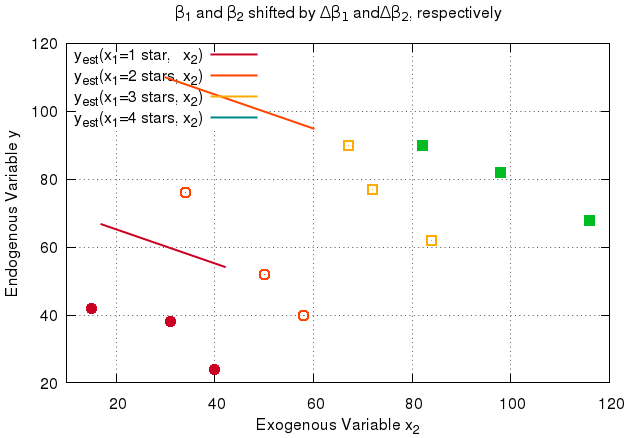 β₁ and β₂ shifted by Δβ₁ andΔβ₂, respectively
y_est(x₁=1 star, x₂)
y_est(x₁=2 stars, x₂)
y_est(x₁=3 stars, x₂)
y_est(x₁=4 stars, x₂)
Endogenous Variable y
120
100
80
60
40
20
20 40 60 80 100 120
Exogenous Variable x₂